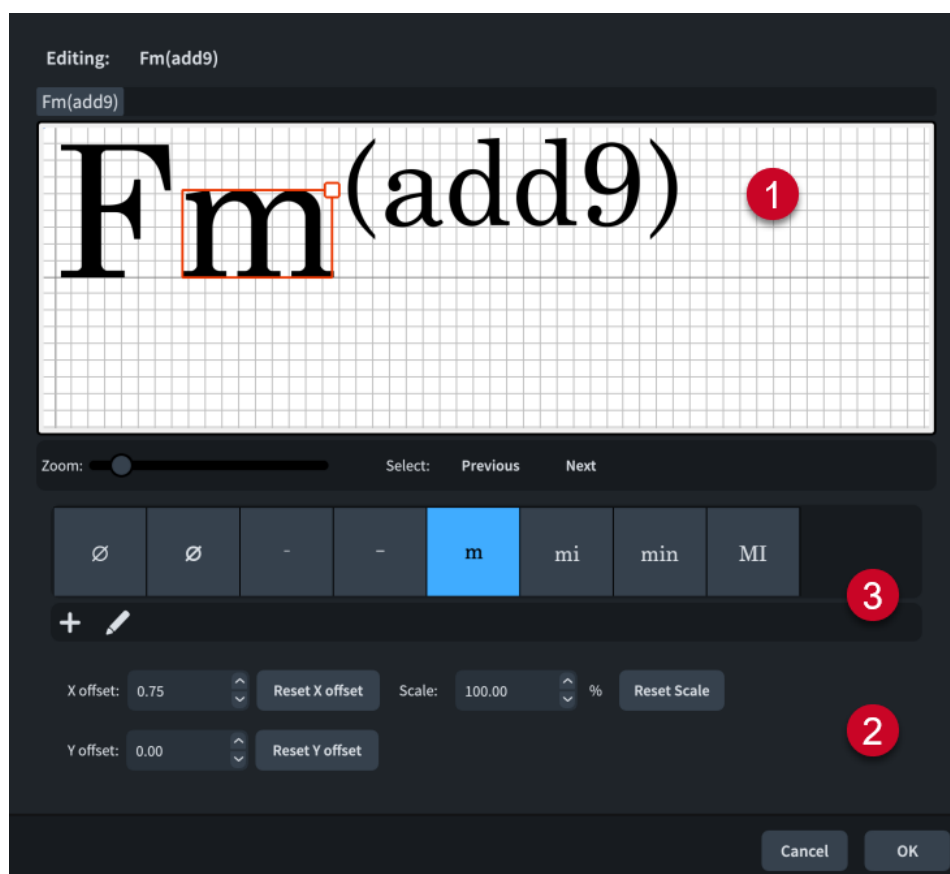 Editing: Fm(add9)
Fm(add9)
Fm(add9)
1
Zoom: Select: Previous Next
ø ø - – m mi min MI
3
X offset: 0.75 Reset X offset Scale: 100.00 % Reset Scale
2
Y offset: 0.00 Reset Y offset
Cancel OK